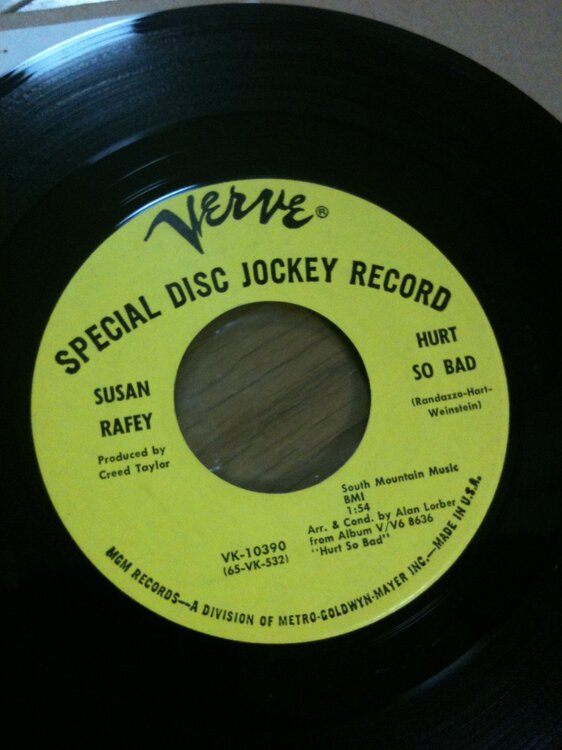 VERVE®
SPECIAL DISC JOCKEY RECORD
SUSAN
RAFEY
Produced by
Creed Taylor
HURT
SO BAD
(Randazzo-Hart-
Weinstein)
South Mountain Music
BMI
1:54
Arr. & Cond. by Alan Lorber
from Album V/V6 8636
"Hurt So Bad"
VK-10390
(65-VK-532)
MGM RECORDS—A DIVISION OF METRO-GOLDWYN-MAYER INC.—MADE IN U.S.A.